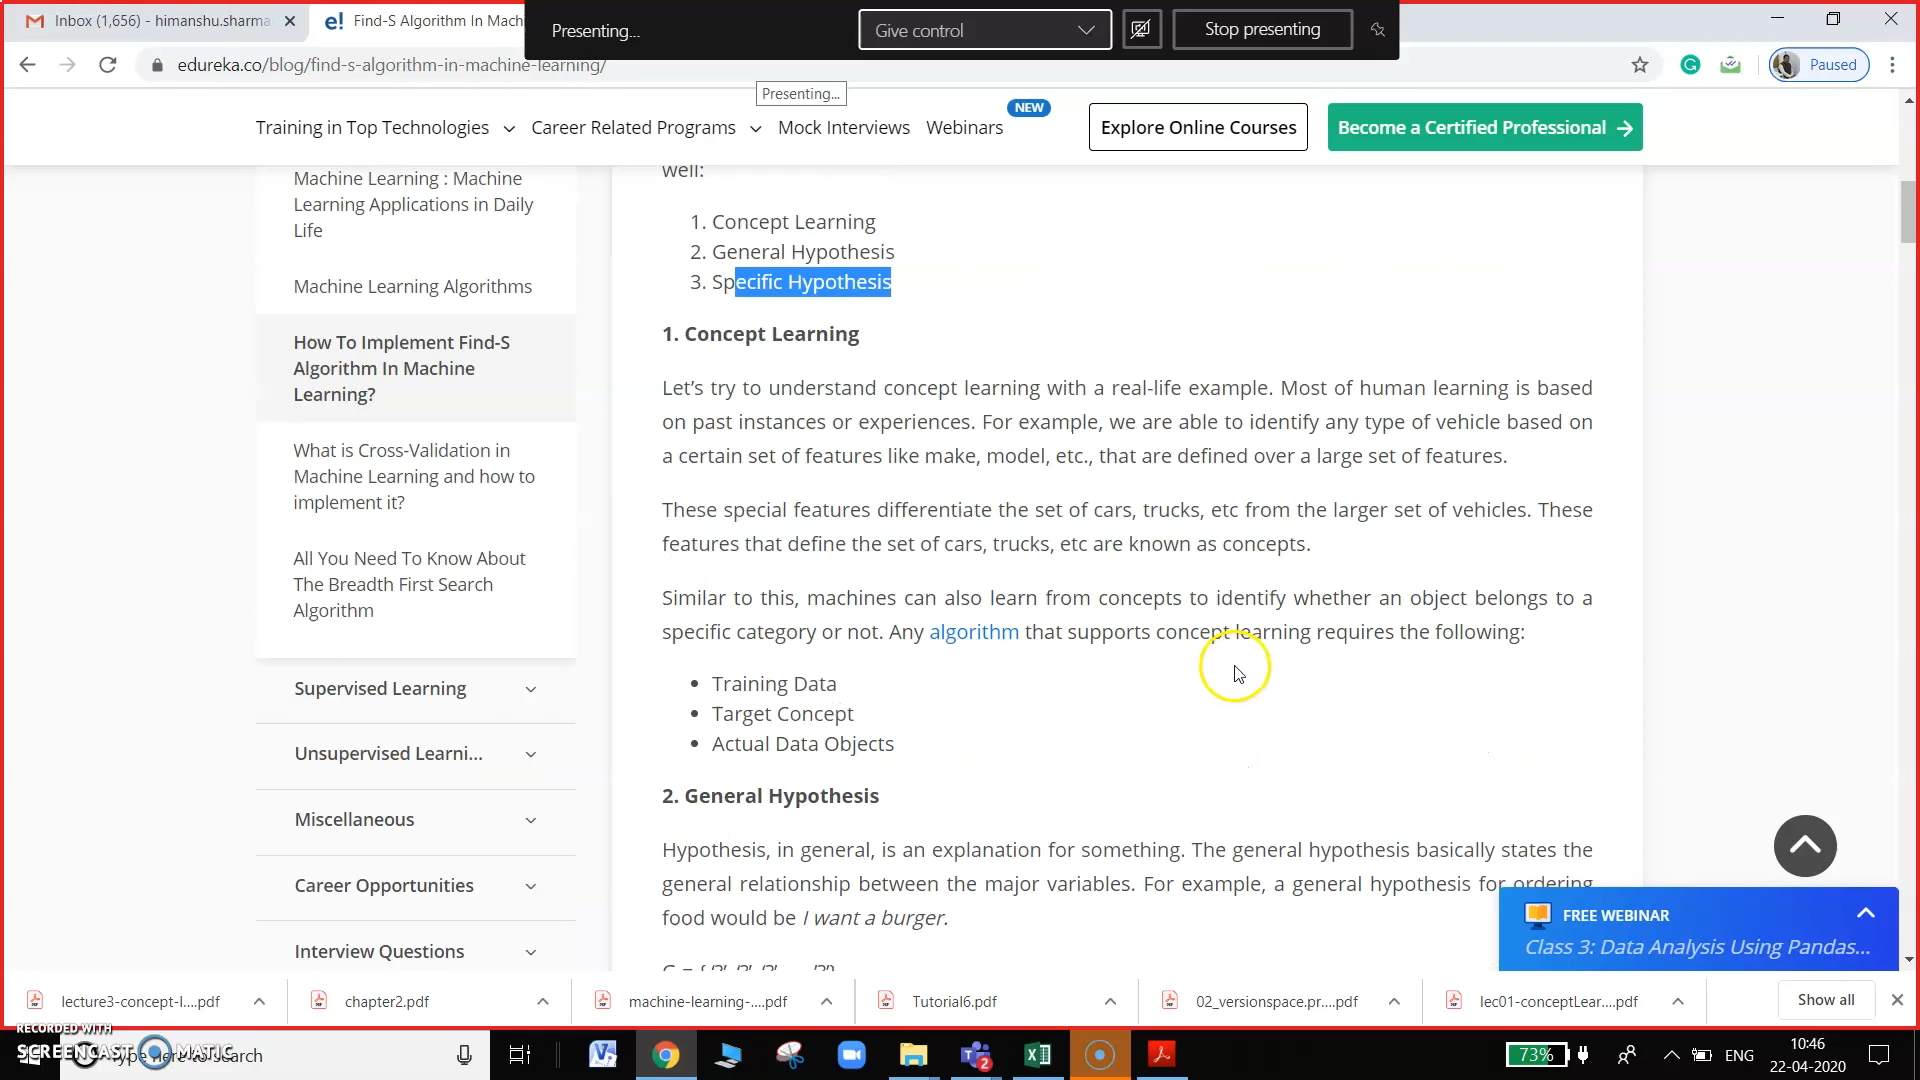 Inbox (1,656) - himanshu.sharma
Find-S Algorithm In Mach
Presenting...
Give control
Stop presenting
edureka.co/blog/find-s-algorithm-in-machine-learning/
Paused
Presenting...
NEW
Training in Top Technologies
Career Related Programs
Mock Interviews
Webinars
Explore Online Courses
Become a Certified Professional
Machine Learning : Machine
Learning Applications in Daily
Life
Machine Learning Algorithms
How To Implement Find-S
Algorithm In Machine
Learning?
What is Cross-Validation in
Machine Learning and how to
implement it?
All You Need To Know About
The Breadth First Search
Algorithm
Supervised Learning
Unsupervised Learni...
Miscellaneous
Career Opportunities
Interview Questions
well:
1. Concept Learning
2. General Hypothesis
3. Specific Hypothesis
1. Concept Learning
Let’s try to understand concept learning with a real-life example. Most of human learning is based
on past instances or experiences. For example, we are able to identify any type of vehicle based on
a certain set of features like make, model, etc., that are defined over a large set of features.
These special features differentiate the set of cars, trucks, etc from the larger set of vehicles. These
features that define the set of cars, trucks, etc are known as concepts.
Similar to this, machines can also learn from concepts to identify whether an object belongs to a
specific category or not. Any algorithm that supports concept learning requires the following:
• Training Data
• Target Concept
• Actual Data Objects
2. General Hypothesis
Hypothesis, in general, is an explanation for something. The general hypothesis basically states the
general relationship between the major variables. For example, a general hypothesis for ordering
food would be I want a burger.
FREE WEBINAR
Class 3: Data Analysis Using Pandas...
lecture3-concept-l....pdf
chapter2.pdf
machine-learning-....pdf
Tutorial6.pdf
02_versionspace.pr....pdf
lec01-conceptLear....pdf
Show all
RECORDED WITH
SCREENCAST MATIC
Type here to search
2
73%
ENG
10:46
22-04-2020